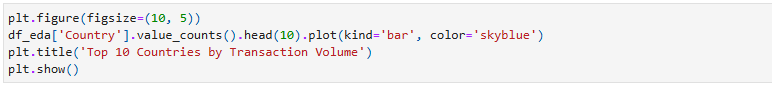 plt.figure(figsize=(10, 5))
df_eda['Country'].value_counts().head(10).plot(kind='bar', color='skyblue')
plt.title('Top 10 Countries by Transaction Volume')
plt.show()